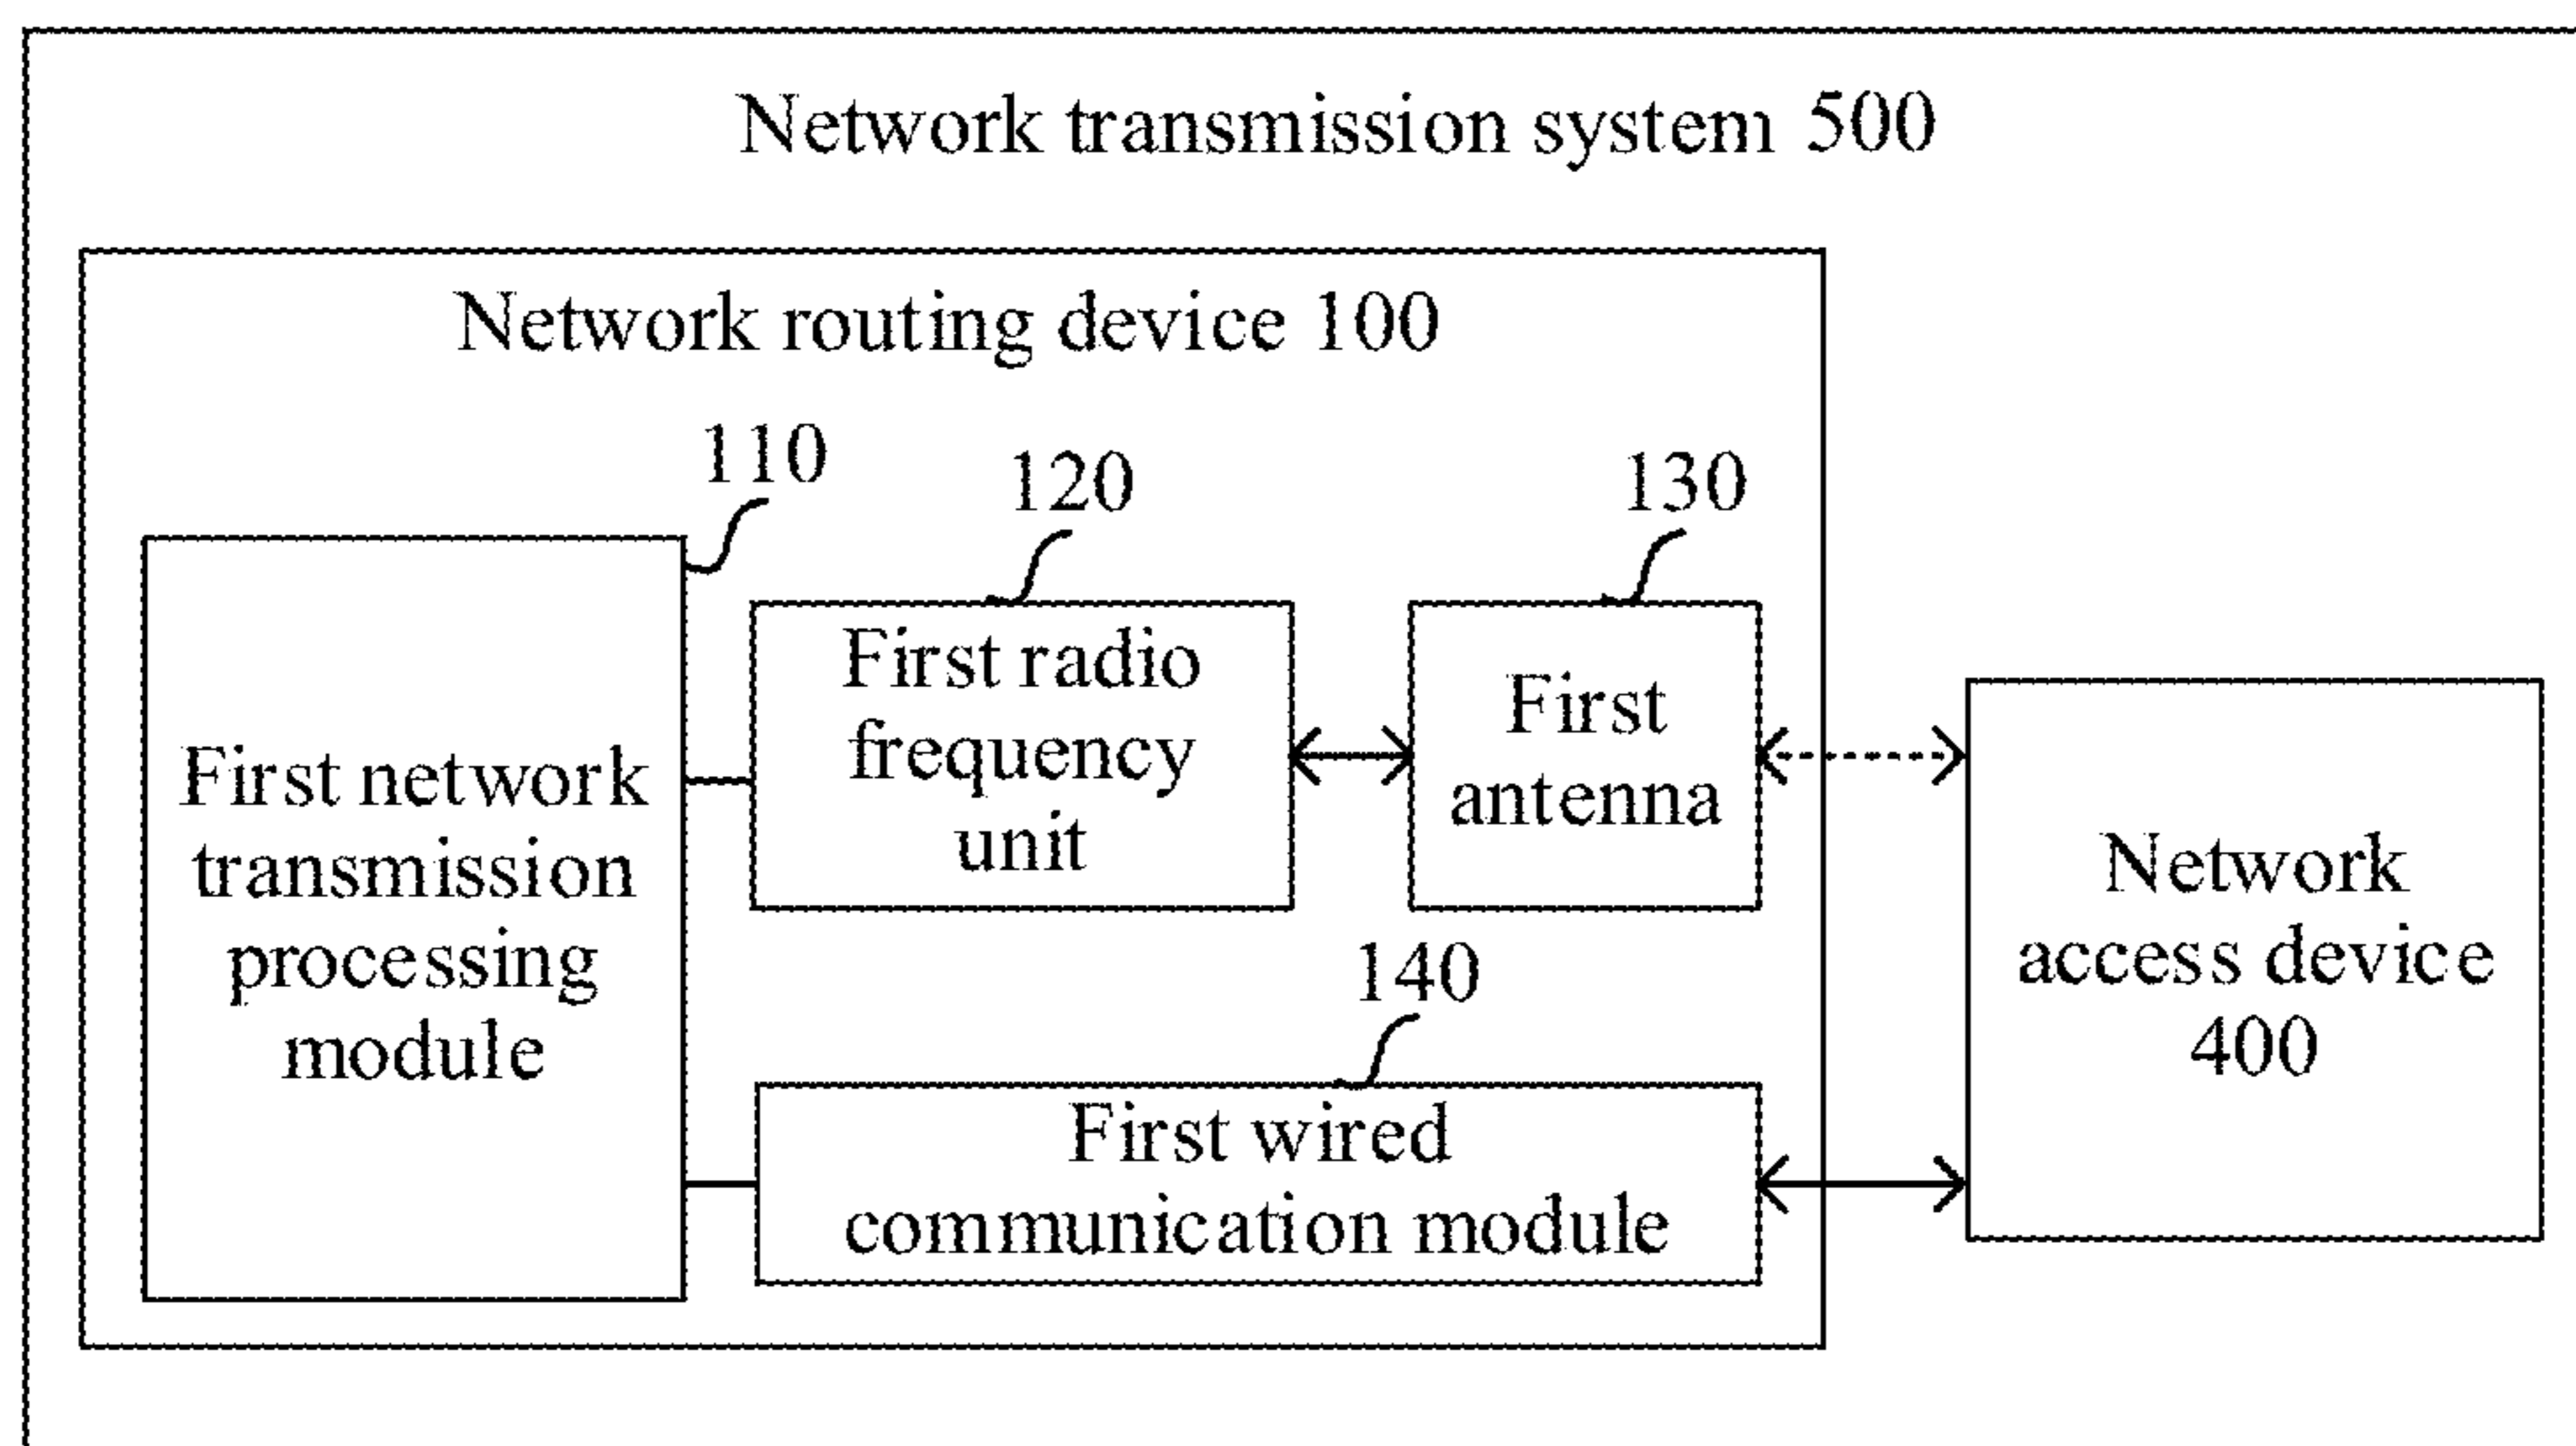 Network transmission system 500
Network routing device 100
110
120
130
First network
transmission
processing
module
First radio
frequency
unit
First
antenna
Network
access device
400
140
First wired
communication module